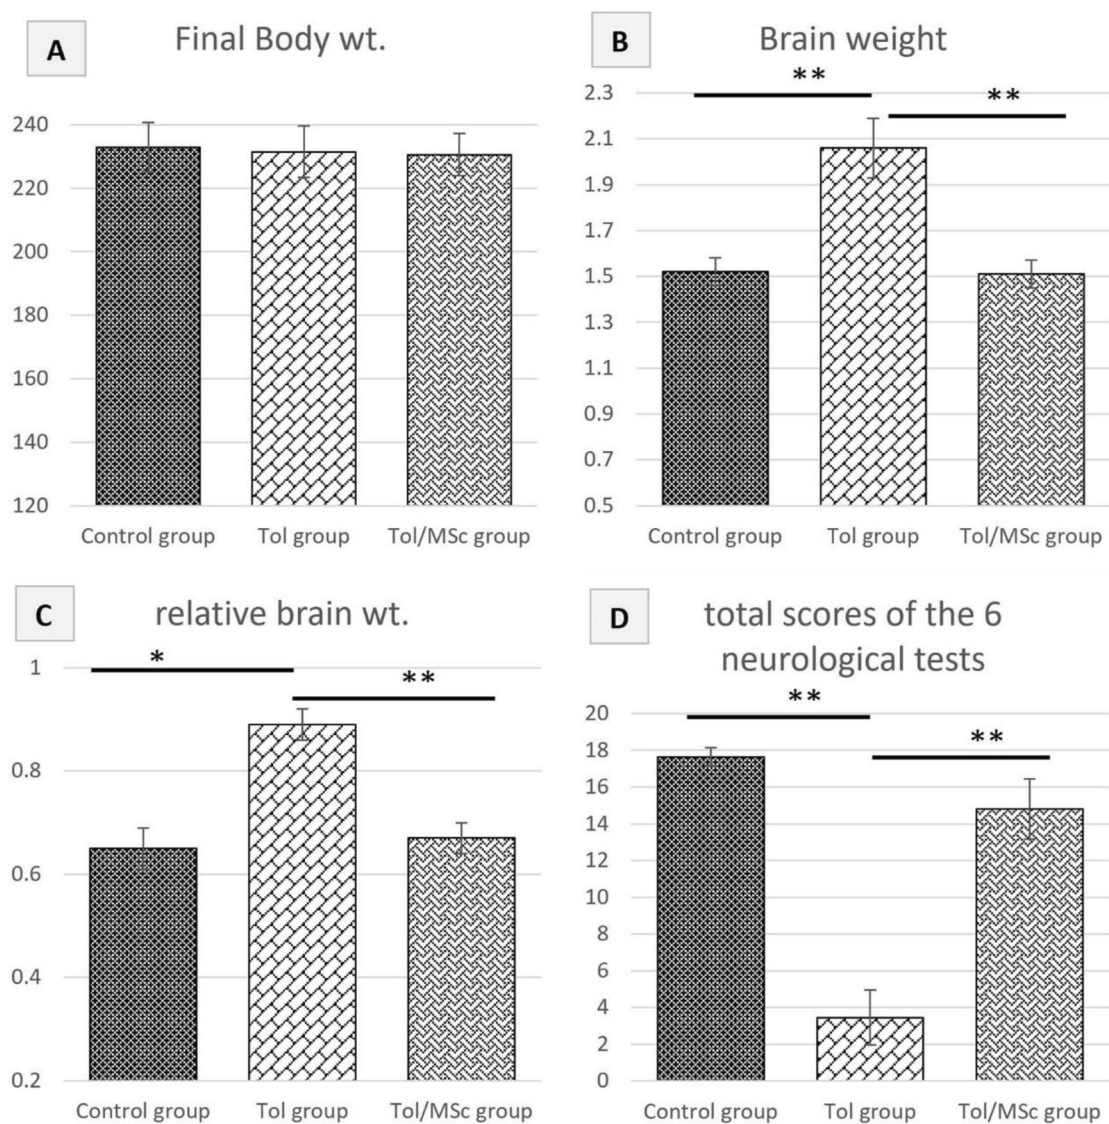 A
Final Body wt.
240
220
200
180
160
140
120
Control group
Tol group
Tol/MSc group
B
Brain weight
**
**
2.3
2.1
1.9
1.7
1.5
1.3
1.1
0.9
0.7
0.5
Control group
Tol group
Tol/MSc group
C
relative brain wt.
*
**
1
0.8
0.6
0.4
0.2
Control group
Tol group
Tol/MSc group
D
total scores of the 6
neurological tests
**
**
20
18
16
14
12
10
8
6
4
2
0
Control group
Tol group
Tol/MSc group